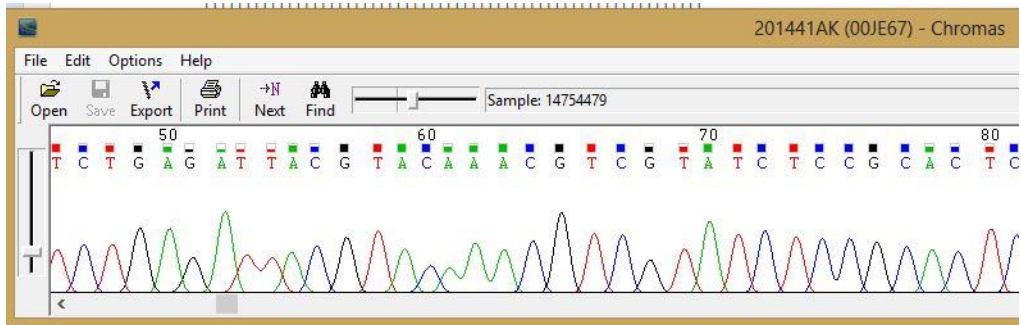 201441AK (00JE67) - Chromas
File Edit Options Help
Open Save Export Print →N Next Find Sample: 14754479
50 60 70 80
T C T G A G A T T A C G T A C A A A C G T C G T A T C T C C G C A C T C